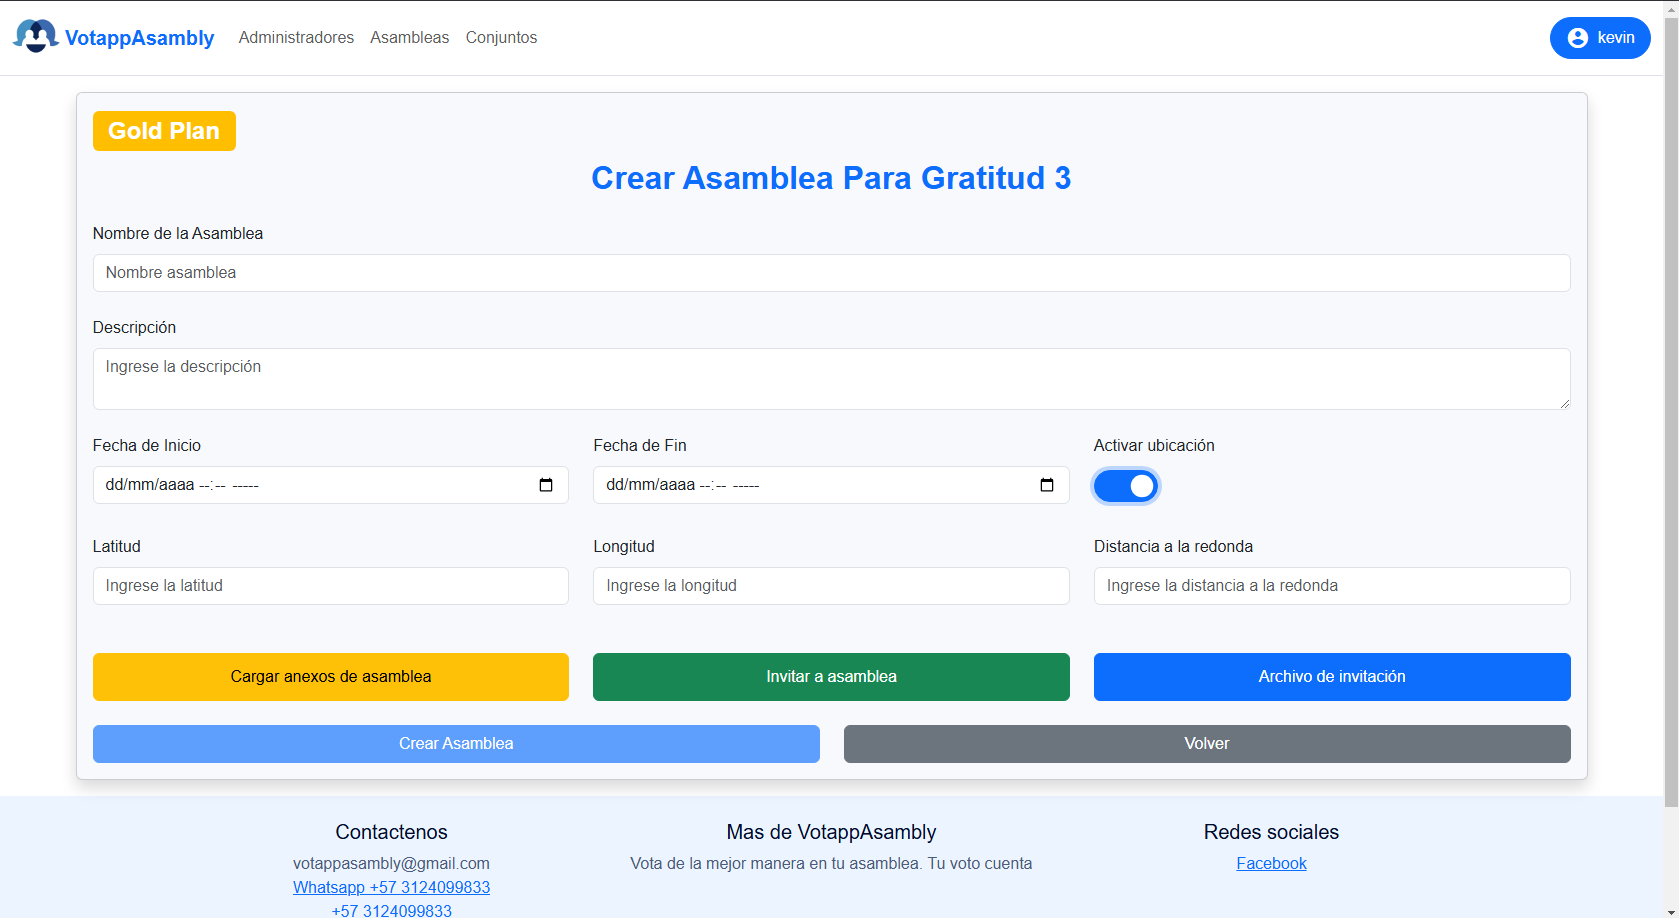 VotappAsambly Administradores Asambleas Conjuntos kevin
Gold Plan
Crear Asamblea Para Gratitud 3
Nombre de la Asamblea
Nombre asamblea
Descripción
Ingrese la descripción
Fecha de Inicio Fecha de Fin Activar ubicación
dd/mm/aaaa --:-- ----- dd/mm/aaaa --:-- -----
Latitud Longitud Distancia a la redonda
Ingrese la latitud Ingrese la longitud Ingrese la distancia a la redonda
Cargar anexos de asamblea Invitar a asamblea Archivo de invitación
Crear Asamblea Volver
Contactenos Mas de VotappAsambly Redes sociales
votappasambly@gmail.com Vota de la mejor manera en tu asamblea. Tu voto cuenta Facebook
Whatsapp +57 3124099833
+57 3124099833